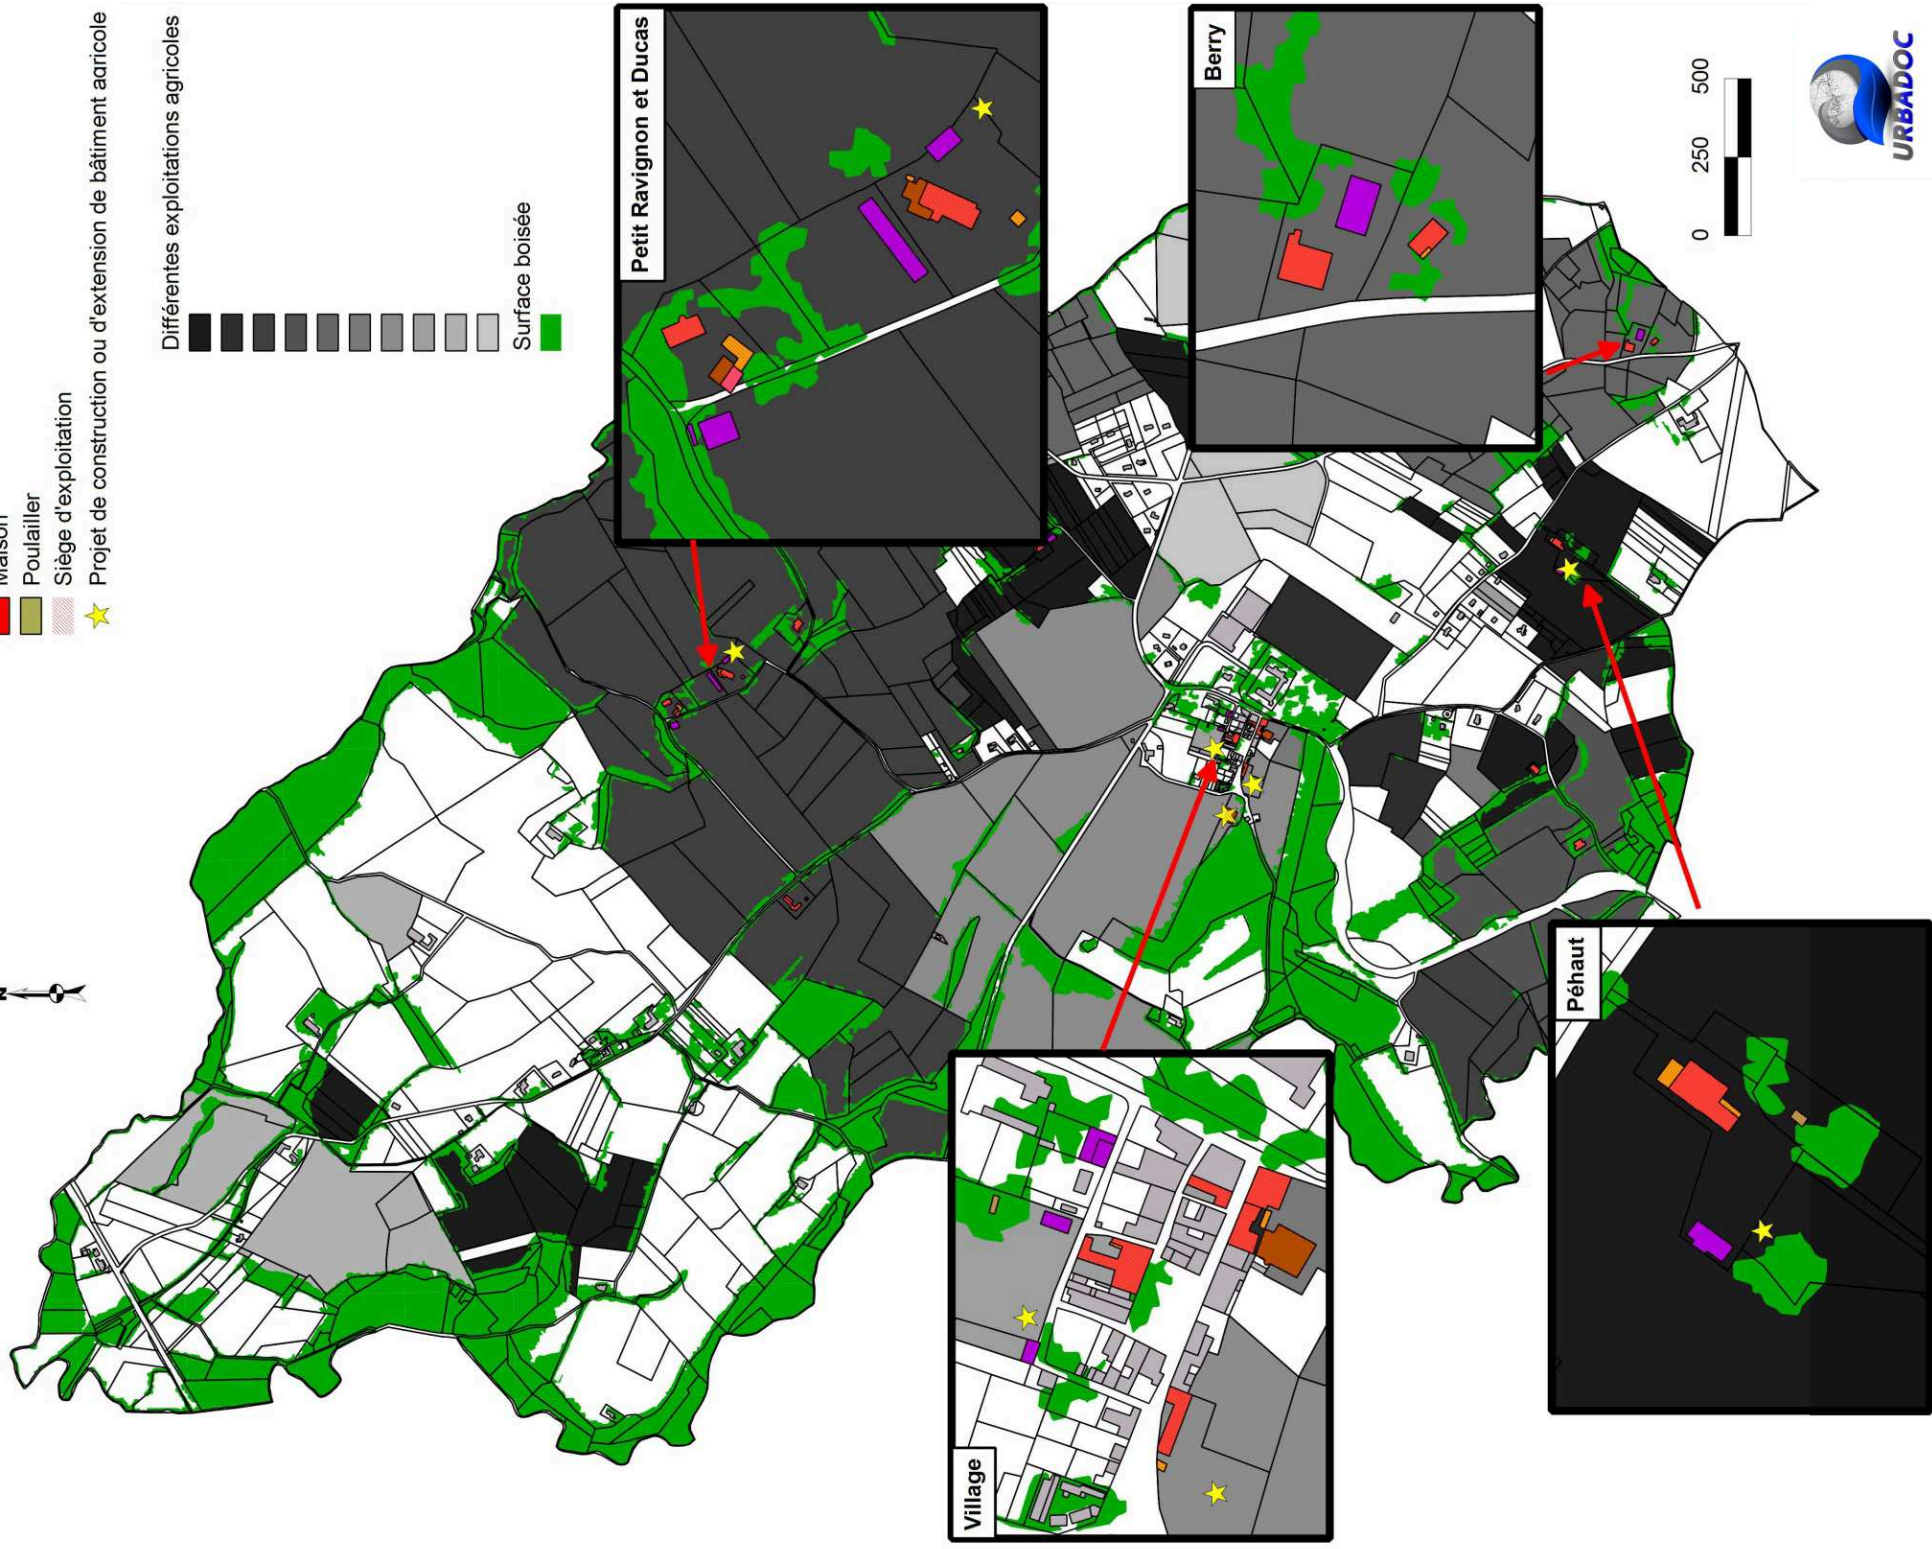 Maison
Poulailler
Siège d'exploitation
Projet de construction ou d'extension de bâtiment agricole
Différentes exploitations agricoles
Surface boisée
N
Petit Ravignon et Ducas
Berry
Village
Péhaut
0 250 500
URBADOC